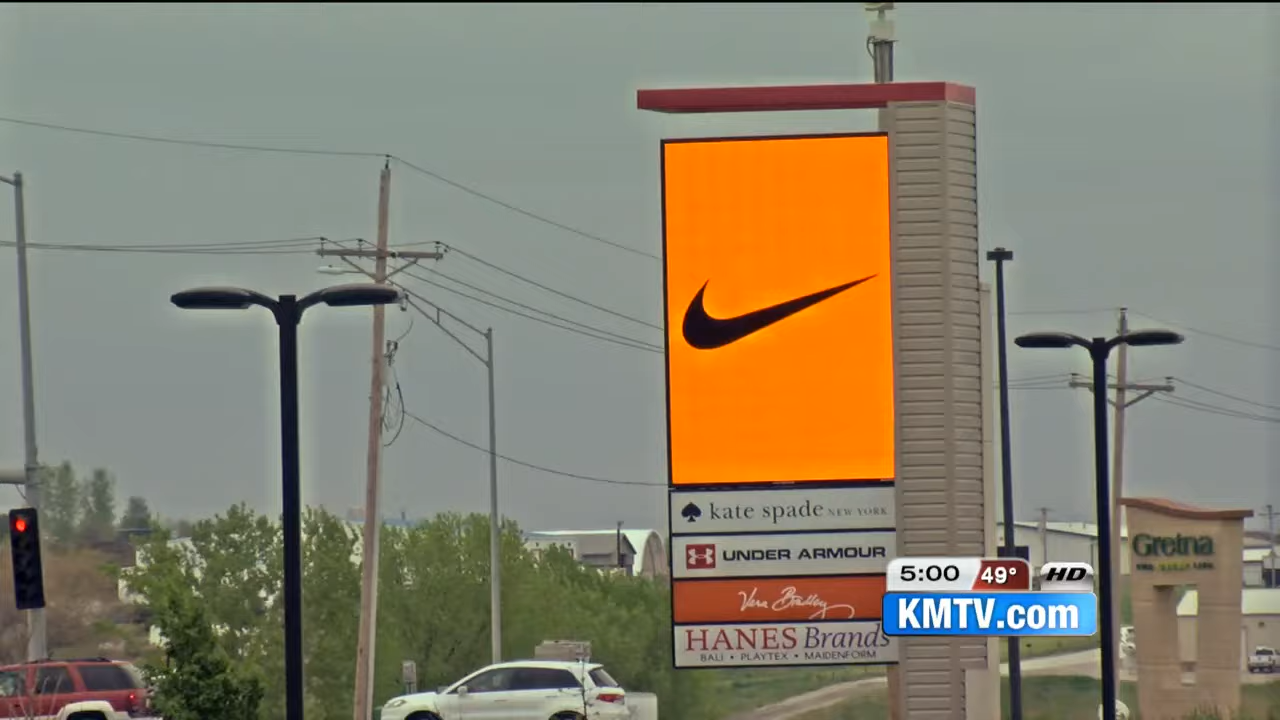 kate spade NEW YORK
UNDER ARMOUR
Vera Bradley
HANES Brands
BALI • PLAYTEX • MAIDENFORM
5:00 49° HD
KMTV.com
Gretna